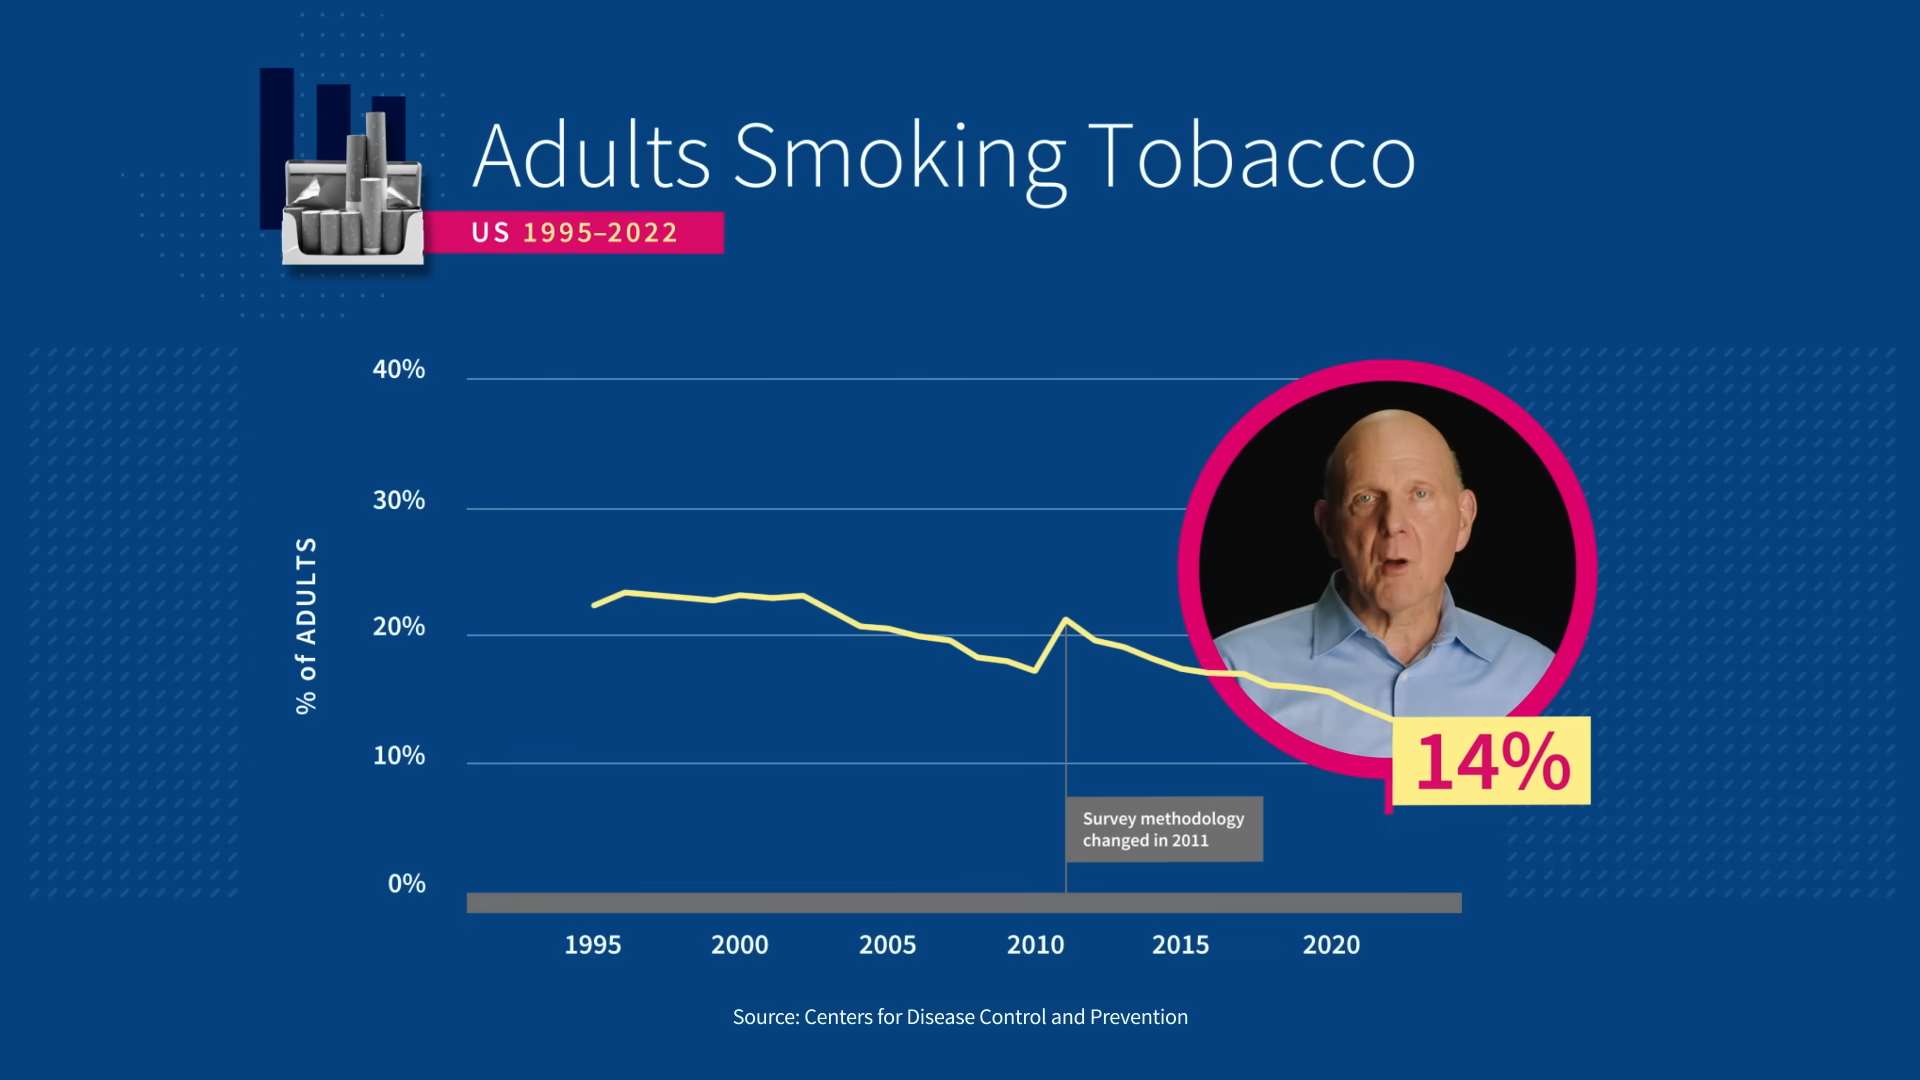 Adults Smoking Tobacco
US 1995–2022
40%
30%
20%
10%
0%
% of ADULTS
14%
Survey methodology
changed in 2011
1995 2000 2005 2010 2015 2020
Source: Centers for Disease Control and Prevention